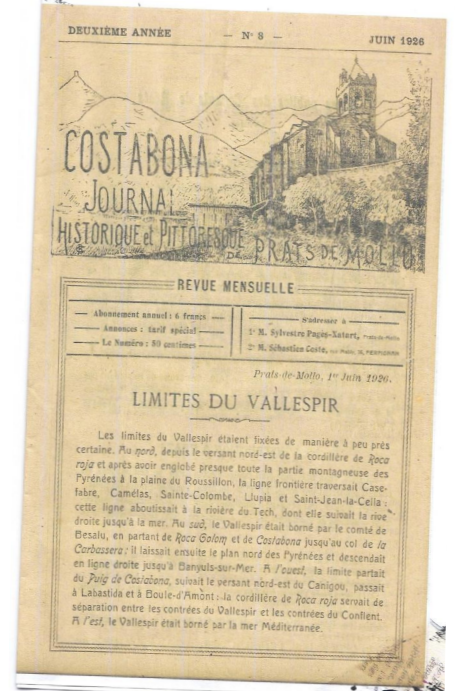 DEUXIÈME ANNÉE — N° 8 — JUIN 1926
COSTABONA
JOURNAL
HISTORIQUE et PITTORESQUE
DE PRATS DE MOLLO
REVUE MENSUELLE
— Abonnement annuel : 6 francs —
— Annonces : tarif spécial —
— Le Numéro : 80 centimes —
— S'adresser à —
1° M. Sylvestre Pagès-Xatart, Prats-de-Mollo
2° M. Sébastien Coste,
Prats-de-Mollo, 1er Juin 1926.
LIMITES DU VALLESPIR
Les limites du Vallespir étaient fixées de manière à peu près
certaine. Au nord, depuis le versant nord-est de la cordillère de Roca
roja et après avoir englobé presque toute la partie montagneuse des
Pyrénées à la plaine du Roussillon, la ligne frontière traversait Case-
fabre, Camélas, Sainte-Colombe, Llupia et Saint-Jean-la-Cella :
cette ligne aboutissait à la rivière du Tech, dont elle suivait la rive
droite jusqu'à la mer. Au sud, le Vallespir était borné par le comté de
Besalu, en partant de Roca Golom et de Costabona jusqu'au col de la
Carbassera ; il laissait ensuite le plan nord des Pyrénées et descendait
en ligne droite jusqu'à Banyuls-sur-Mer. A l'ouest, la limite partait
du Puig de Costabona, suivait le versant nord-est du Canigou, passait
à Labastida et à Boule-d'Amont : la cordillère de Roca roja servait de
séparation entre les contrées du Vallespir et les contrées du Conflent.
A l'est, le Vallespir était borné par la mer Méditerranée.